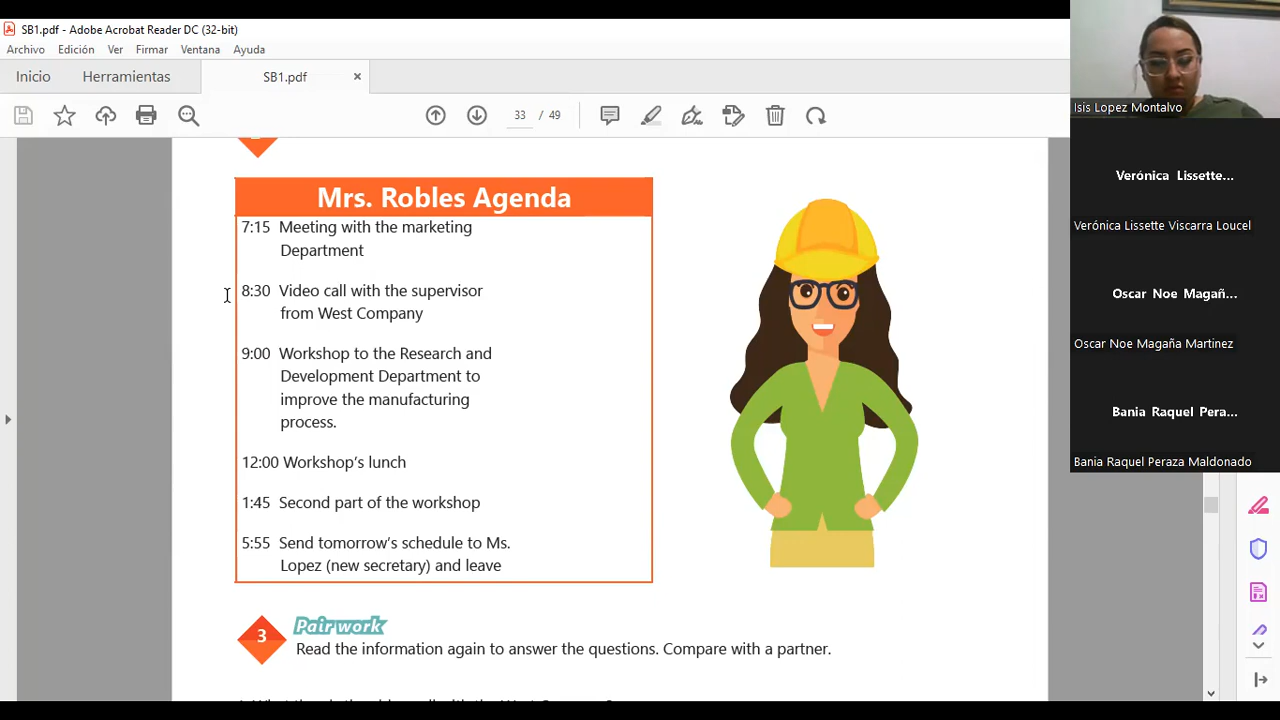 SB1.pdf - Adobe Acrobat Reader DC (32-bit)
Archivo Edición Ver Firmar Ventana Ayuda
Inicio Herramientas SB1.pdf ×
33 / 49
Mrs. Robles Agenda
7:15 Meeting with the marketing
Department
8:30 Video call with the supervisor
from West Company
9:00 Workshop to the Research and
Development Department to
improve the manufacturing
process.
12:00 Workshop's lunch
1:45 Second part of the workshop
5:55 Send tomorrow's schedule to Ms.
Lopez (new secretary) and leave
3 Pair work
Read the information again to answer the questions. Compare with a partner.
Isis Lopez Montalvo
Verónica Lissette...
Verónica Lissette Viscarra Loucel
Oscar Noe Magañ...
Oscar Noe Magaña Martinez
Bania Raquel Pera...
Bania Raquel Peraza Maldonado